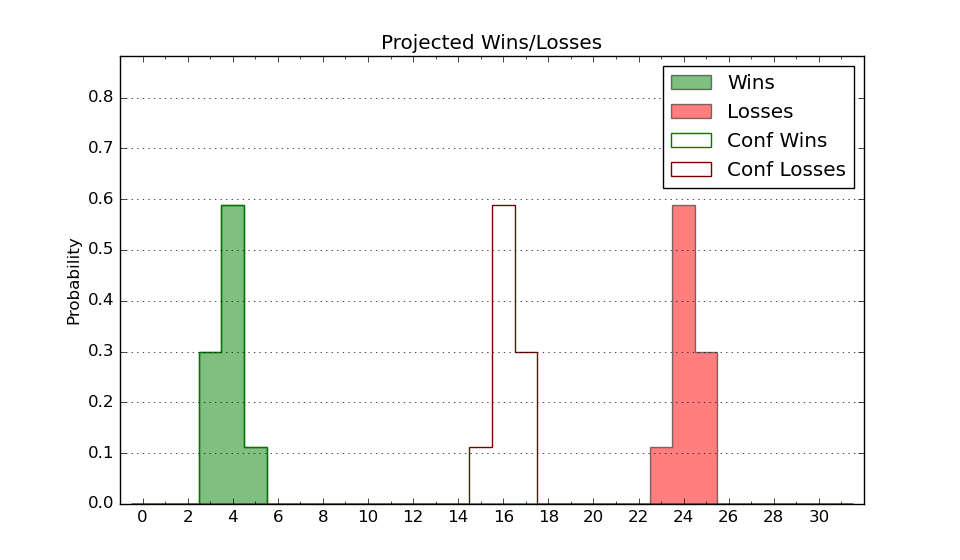 Projected Wins/Losses
Wins
Losses
Conf Wins
Conf Losses
Probability
0.8
0.7
0.6
0.5
0.4
0.3
0.2
0.1
0.0
0 2 4 6 8 10 12 14 16 18 20 22 24 26 28 30